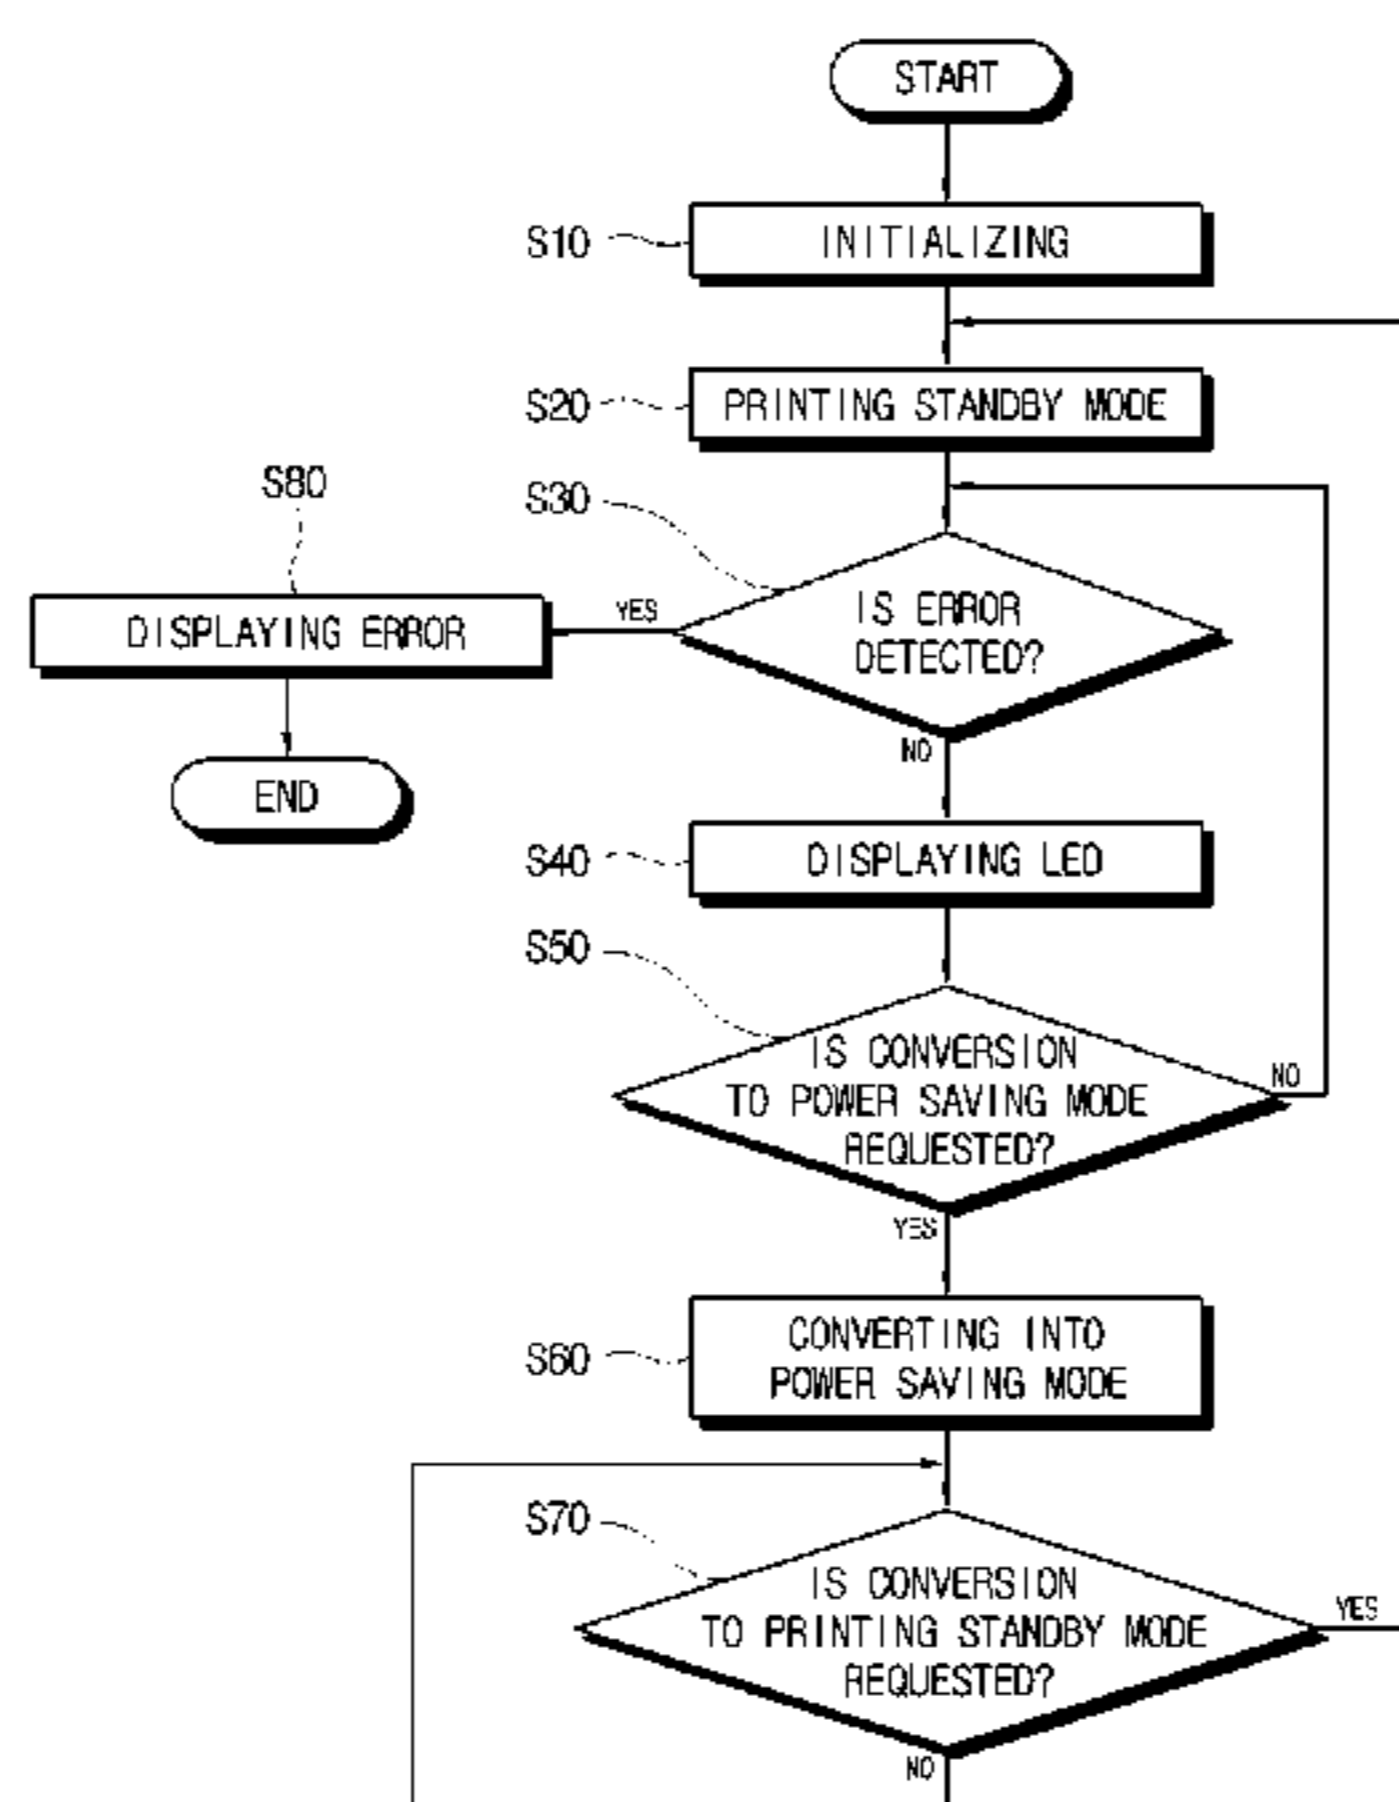 START
S10
INITIALIZING
S20
PRINTING STANDBY MODE
S80
S30
DISPLAYING ERROR
YES
IS ERROR
DETECTED?
NO
END
S40
DISPLAYING LED
S50
IS CONVERSION
TO POWER SAVING MODE
REQUESTED?
NO
YES
S60
CONVERTING INTO
POWER SAVING MODE
S70
IS CONVERSION
TO PRINTING STANDBY MODE
REQUESTED?
YES
NO